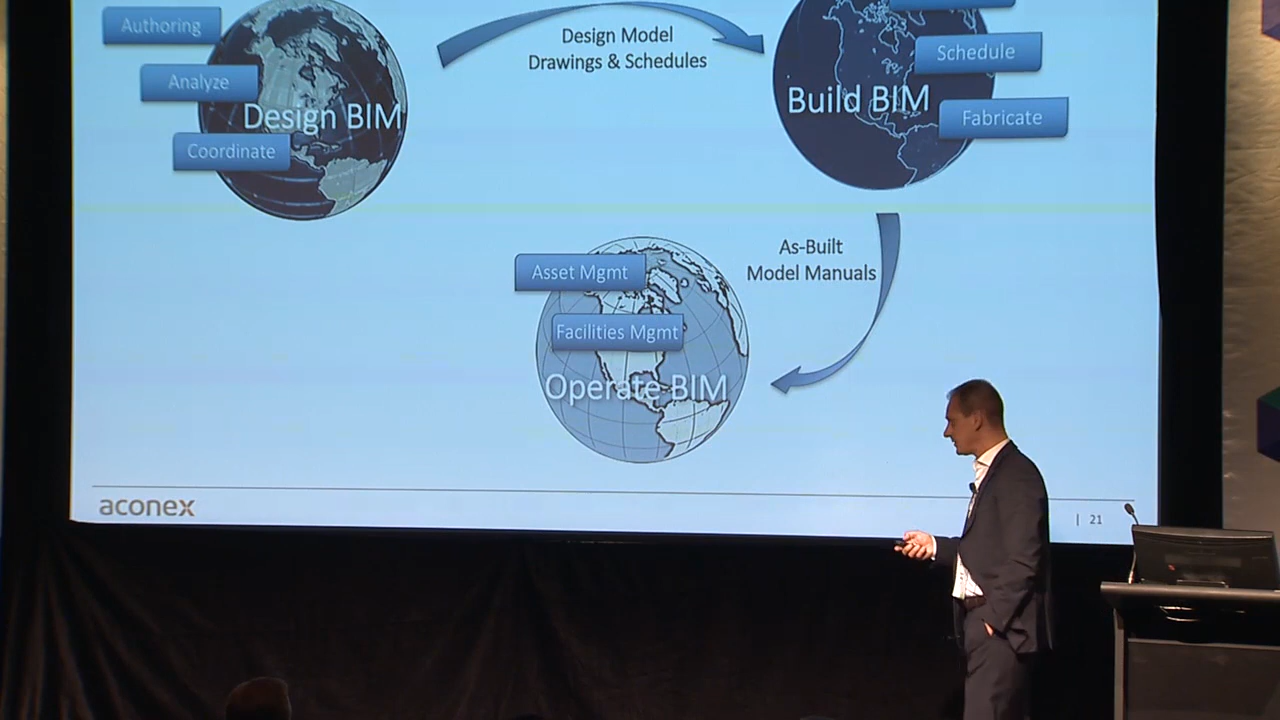 Authoring
Analyze
Design BIM
Coordinate
Design Model
Drawings & Schedules
Schedule
Build BIM
Fabricate
As-Built
Model Manuals
Asset Mgmt
Facilities Mgmt
Operate BIM
aconex
| 21